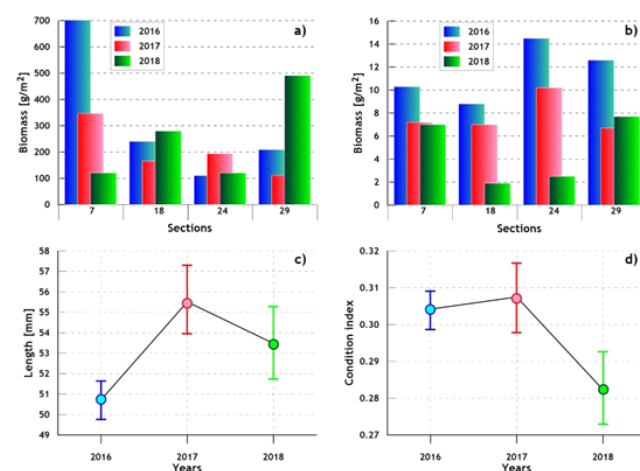 a)
700
600
500
400
300
200
100
0
Biomass [g/m²]
2016
2017
2018
7 18 24 29
Sections
b)
16
14
12
10
8
6
4
2
0
Biomass [g/m²]
2016
2017
2018
7 18 24 29
Sections
c)
58
57
56
55
54
53
52
51
50
49
Length [mm]
2016 2017 2018
Years
d)
0.32
0.31
0.30
0.29
0.28
0.27
Condition index
2016 2017 2018
Years